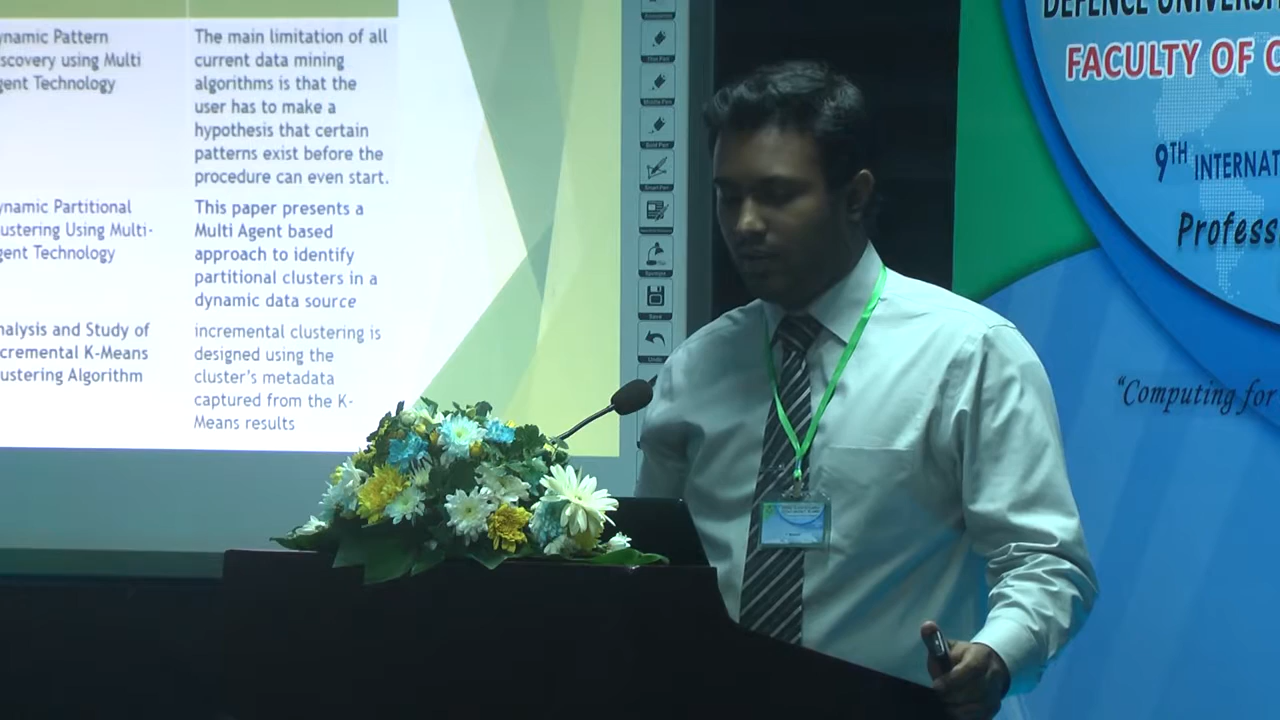 ynamic Pattern
scovery using Multi
gent Technology
The main limitation of all
current data mining
algorithms is that the
user has to make a
hypothesis that certain
patterns exist before the
procedure can even start.
ynamic Partitional
ustering Using Multi-
gent Technology
This paper presents a
Multi Agent based
approach to identify
partitional clusters in a
dynamic data source
nalysis and Study of
cremental K-Means
ustering Algorithm
incremental clustering is
designed using the
cluster's metadata
captured from the K-
Means results
Spotlight
Save
Undo
DEFENCE UNIVERSIT
FACULTY OF C
9TH INTERNAT
Profess
"Computing for